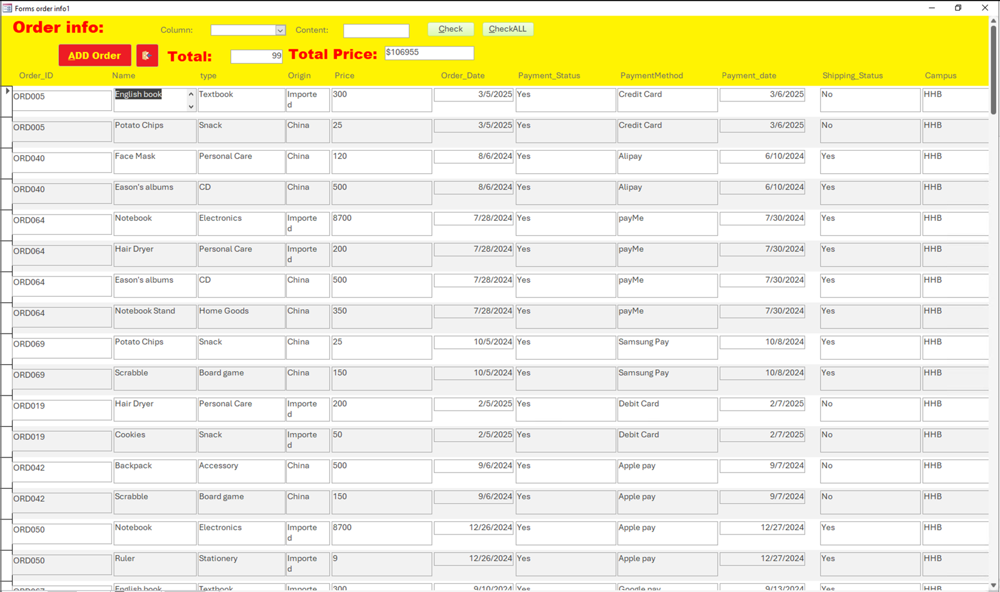 Forms order info1
Order info: Column: Content: Check CheckALL
ADD Order Total: 99 Total Price: $106955
Order_ID Name type Origin Price Order_Date Payment_Status PaymentMethod Payment_date Shipping_Status Campus
ORD005 English book Textbook Imported 300 3/5/2025 Yes Credit Card 3/6/2025 No HHB
ORD005 Potato Chips Snack China 25 3/5/2025 Yes Credit Card 3/6/2025 No HHB
ORD040 Face Mask Personal Care China 120 8/6/2024 Yes Alipay 6/10/2024 Yes HHB
ORD040 Eason's albums CD China 500 8/6/2024 Yes Alipay 6/10/2024 Yes HHB
ORD064 Notebook Electronics Imported 8700 7/28/2024 Yes payMe 7/30/2024 Yes HHB
ORD064 Hair Dryer Personal Care Imported 200 7/28/2024 Yes payMe 7/30/2024 Yes HHB
ORD064 Eason's albums CD China 500 7/28/2024 Yes payMe 7/30/2024 Yes HHB
ORD064 Notebook Stand Home Goods China 350 7/28/2024 Yes payMe 7/30/2024 Yes HHB
ORD069 Potato Chips Snack China 25 10/5/2024 Yes Samsung Pay 10/8/2024 Yes HHB
ORD069 Scrabble Board game China 150 10/5/2024 Yes Samsung Pay 10/8/2024 Yes HHB
ORD019 Hair Dryer Personal Care Imported 200 2/5/2025 Yes Debit Card 2/7/2025 No HHB
ORD019 Cookies Snack Imported 50 2/5/2025 Yes Debit Card 2/7/2025 No HHB
ORD042 Backpack Accessory China 500 9/6/2024 Yes Apple pay 9/7/2024 No HHB
ORD042 Scrabble Board game China 150 9/6/2024 Yes Apple pay 9/7/2024 No HHB
ORD050 Notebook Electronics Imported 8700 12/26/2024 Yes Apple pay 12/27/2024 Yes HHB
ORD050 Ruler Stationery Imported 9 12/26/2024 Yes Apple pay 12/27/2024 Yes HHB
English book Textbook Imported 300 9/10/2024 Yes Google pay 9/13/2024 Yes HHB